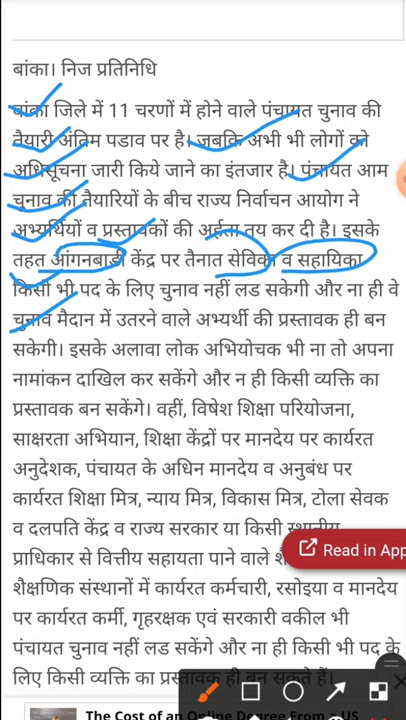 बांका। निज प्रतिनिधि
बांका जिले में 11 चरणों में होने वाले पंचायत चुनाव की
तैयारी अंतिम पडाव पर है। जबकि अभी भी लोगों को
अधिसूचना जारी किये जाने का इंतजार है। पंचायत आम
चुनाव की तैयारियों के बीच राज्य निर्वाचन आयोग ने
अभ्यर्थियों व प्रस्तावकों की अर्हता तय कर दी है। इसके
तहत आंगनबाडी केंद्र पर तैनात सेविका व सहायिका
किसी भी पद के लिए चुनाव नहीं लड सकेगी और ना ही वे
चुनाव मैदान में उतरने वाले अभ्यर्थी की प्रस्तावक ही बन
सकेगी। इसके अलावा लोक अभियोचक भी ना तो अपना
नामांकन दाखिल कर सकेंगे और न ही किसी व्यक्ति का
प्रस्तावक बन सकेंगे। वहीं, विषेश शिक्षा परियोजना,
साक्षरता अभियान, शिक्षा केंद्रों पर मानदेय पर कार्यरत
अनुदेशक, पंचायत के अधिन मानदेय व अनुबंध पर
कार्यरत शिक्षा मित्र, न्याय मित्र, विकास मित्र, टोला सेवक
व दलपति केंद्र व राज्य सरकार या किसी स्थानीय
प्राधिकार से वित्तीय सहायता पाने वाले
Read in App
शैक्षणिक संस्थानों में कार्यरत कर्मचारी, रसोइया व मानदेय
पर कार्यरत कर्मी, गृहरक्षक एवं सरकारी वकील भी
पंचायत चुनाव नहीं लड सकेंगे और ना ही किसी भी पद के
लिए किसी व्यक्ति का प्रस्तावक ही बन सकते हैं।
The Cost of an Online Degree From a US